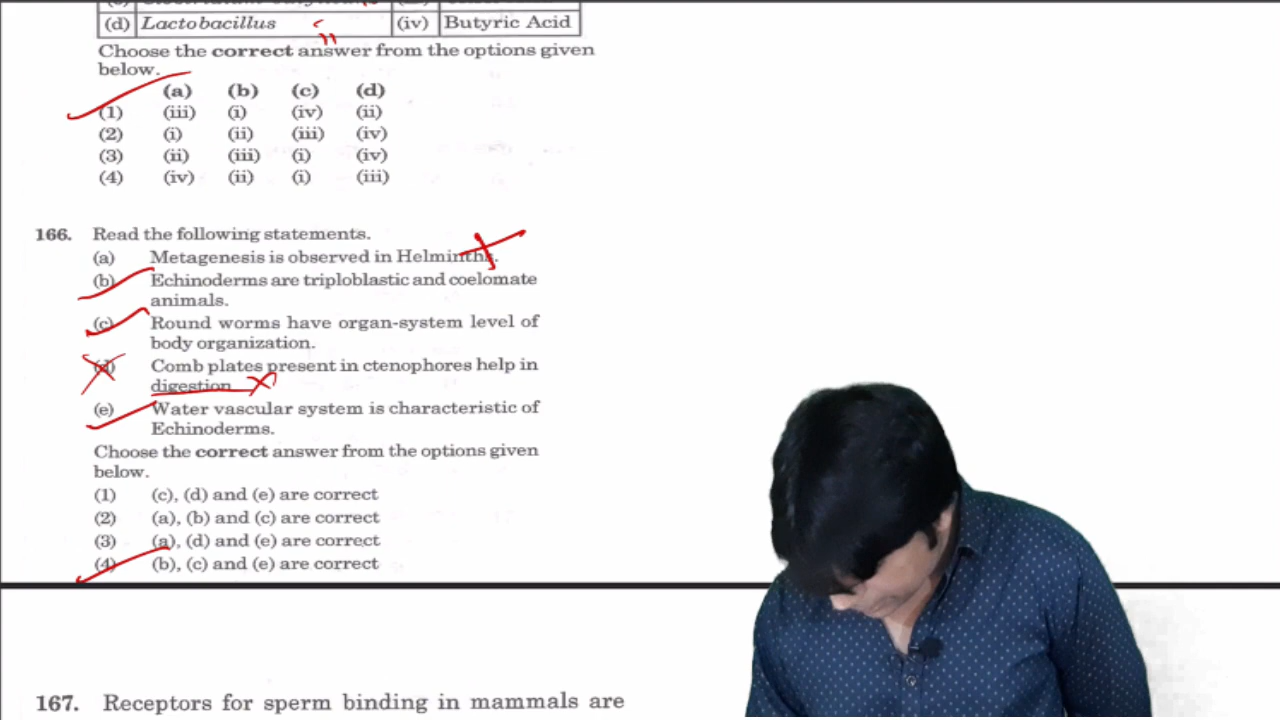 (d) Lactobacillus (iv) Butyric Acid
Choose the correct answer from the options given
below.
(a) (b) (c) (d)
(1) (iii) (i) (iv) (ii)
(2) (i) (ii) (iii) (iv)
(3) (ii) (iii) (i) (iv)
(4) (iv) (ii) (i) (iii)
166. Read the following statements.
(a) Metagenesis is observed in Helminths.
(b) Echinoderms are triploblastic and coelomate
animals.
(c) Round worms have organ-system level of
body organization.
(d) Comb plates present in ctenophores help in
digestion.
(e) Water vascular system is characteristic of
Echinoderms.
Choose the correct answer from the options given
below.
(1) (c), (d) and (e) are correct
(2) (a), (b) and (c) are correct
(3) (a), (d) and (e) are correct
(4) (b), (c) and (e) are correct
167. Receptors for sperm binding in mammals are